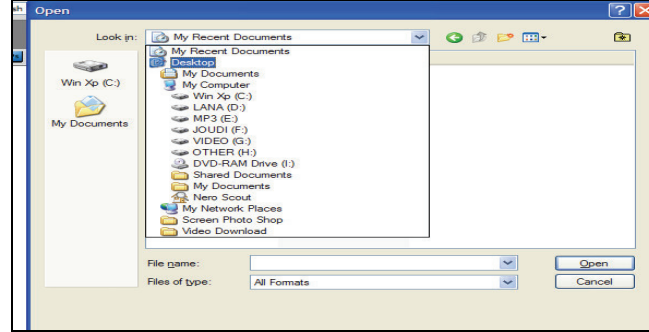 sh
Open
Look in:
My Recent Documents
My Recent Documents
Desktop
My Documents
My Computer
Win Xp (C:)
LANA (D:)
MP3 (E:)
JOUDI (F:)
VIDEO (G:)
OTHER (H:)
DVD-RAM Drive (I:)
Shared Documents
My Documents
Nero Scout
My Network Places
Screen Photo Shop
Video Download
Win Xp (C:)
My Documents
File name:
Open
Files of type:
All Formats
Cancel